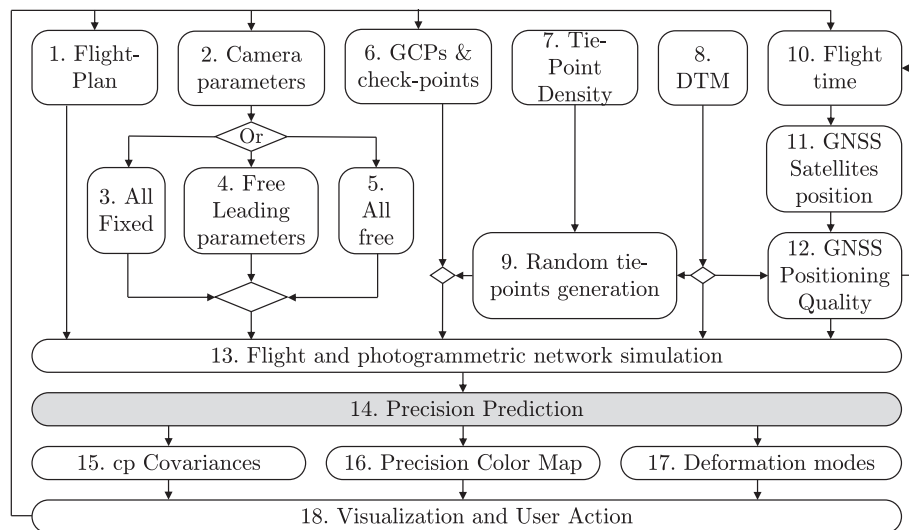 1. Flight-
Plan
2. Camera
parameters
6. GCPs &
check-points
7. Tie-
Point
Density
8.
DTM
10. Flight
time
Or
3. All
Fixed
4. Free
Leading
parameters
5.
All
free
11. GNSS
Satellites
position
9. Random tie-
points generation
12. GNSS
Positioning
Quality
13. Flight and photogrammetric network simulation
14. Precision Prediction
15. cp Covariances
16. Precision Color Map
17. Deformation modes
18. Visualization and User Action